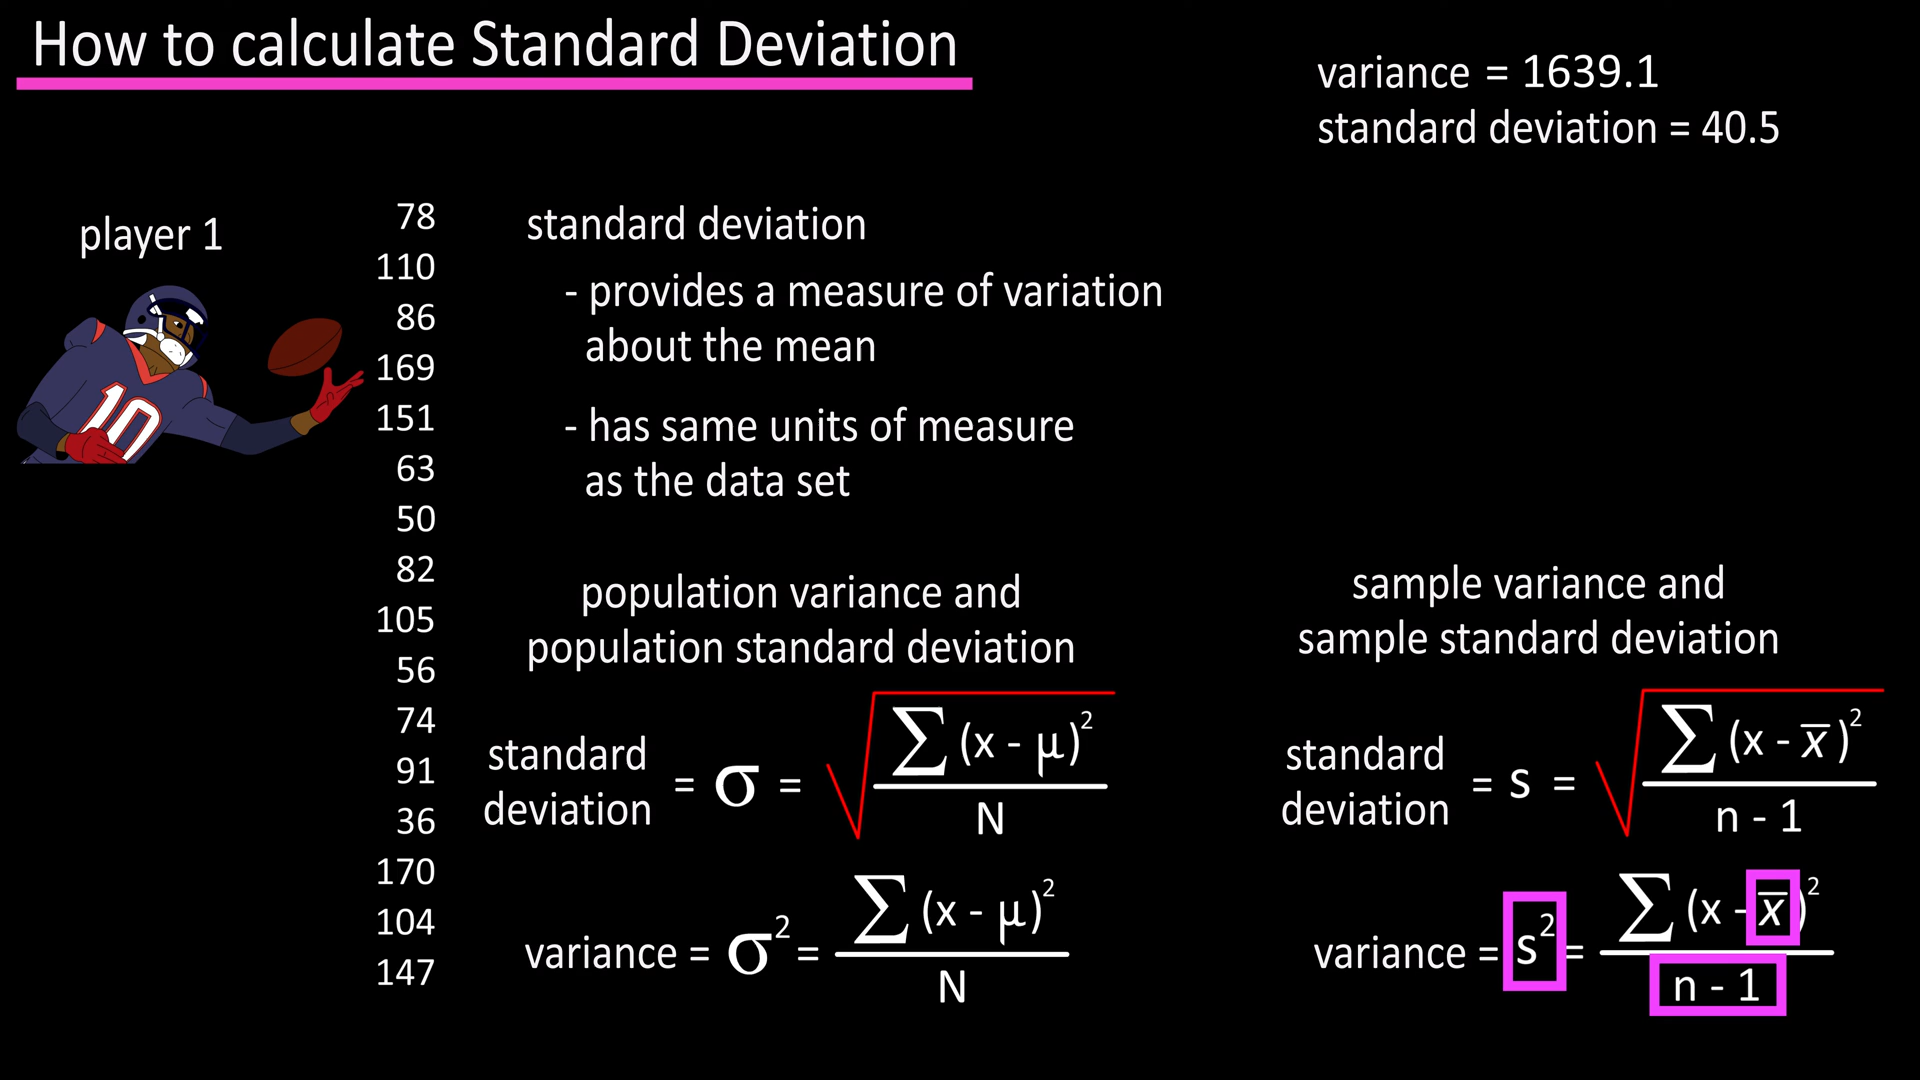 How to calculate Standard Deviation
variance = 1639.1
standard deviation = 40.5
player 1
10
78
110
86
169
151
63
50
82
105
56
74
91
36
170
104
147
standard deviation
- provides a measure of variation
about the mean
- has same units of measure
as the data set
population variance and
population standard deviation
standard deviation = σ = √(∑(x - μ)² / N)
variance = σ² = ∑(x - μ)² / N
sample variance and
sample standard deviation
standard deviation = s = √(∑(x - x̅)² / n - 1)
variance = s² = ∑(x - x̅)² / n - 1